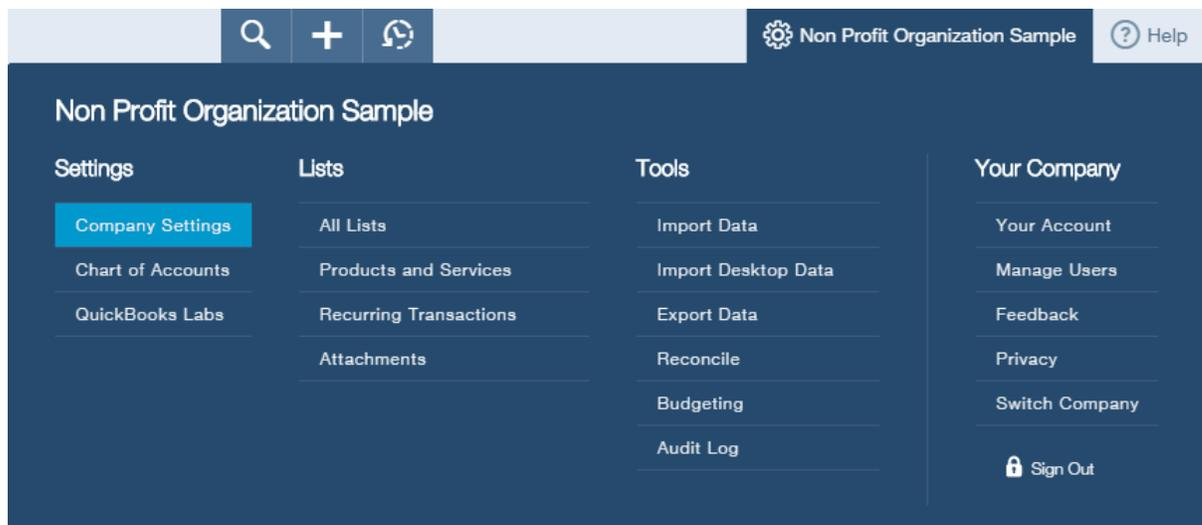 Non Profit Organization Sample
Help
Non Profit Organization Sample
Settings
Company Settings
Chart of Accounts
QuickBooks Labs
Lists
All Lists
Products and Services
Recurring Transactions
Attachments
Tools
Import Data
Import Desktop Data
Export Data
Reconcile
Budgeting
Audit Log
Your Company
Your Account
Manage Users
Feedback
Privacy
Switch Company
Sign Out